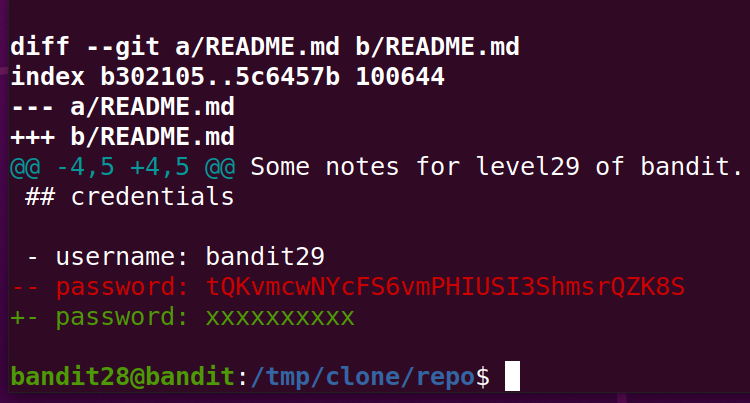 diff --git a/README.md b/README.md
index b302105..5c6457b 100644
--- a/README.md
+++ b/README.md
@@ -4,5 +4,5 @@ Some notes for level29 of bandit.
 ## credentials
 - username: bandit29
-- password: tQKvmcwNYcFS6vmPHIUSI3ShmsrQZK8S
+- password: xxxxxxxxxx
bandit28@bandit:/tmp/clone/repo$